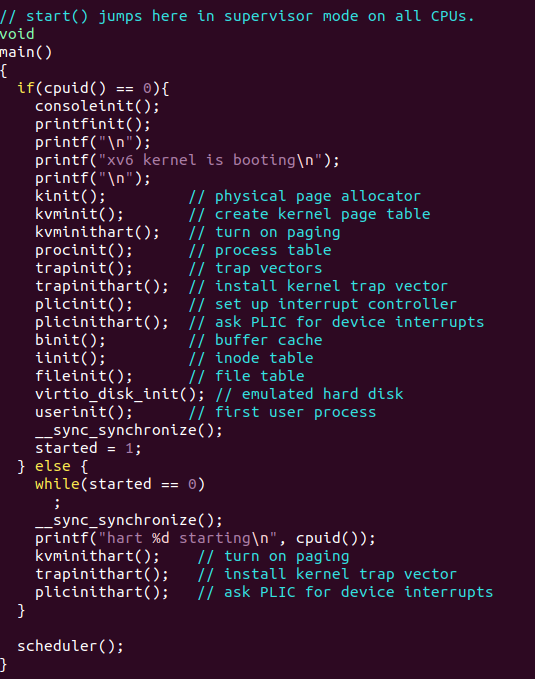 // start() jumps here in supervisor mode on all CPUs.
void
main()
{
  if(cpuid() == 0){
    consoleinit();
    printfinit();
    printf("\n");
    printf("xv6 kernel is booting\n");
    printf("\n");
    kinit();         // physical page allocator
    kvminit();       // create kernel page table
    kvminithart();   // turn on paging
    procinit();      // process table
    trapinit();      // trap vectors
    trapinithart();  // install kernel trap vector
    plicinit();      // set up interrupt controller
    plicinithart();  // ask PLIC for device interrupts
    binit();         // buffer cache
    iinit();         // inode table
    fileinit();      // file table
    virtio_disk_init(); // emulated hard disk
    userinit();      // first user process
    __sync_synchronize();
    started = 1;
  } else {
    while(started == 0)
      ;
    __sync_synchronize();
    printf("hart %d starting\n", cpuid());
    kvminithart();    // turn on paging
    trapinithart();   // install kernel trap vector
    plicinithart();   // ask PLIC for device interrupts
  }

  scheduler();
}